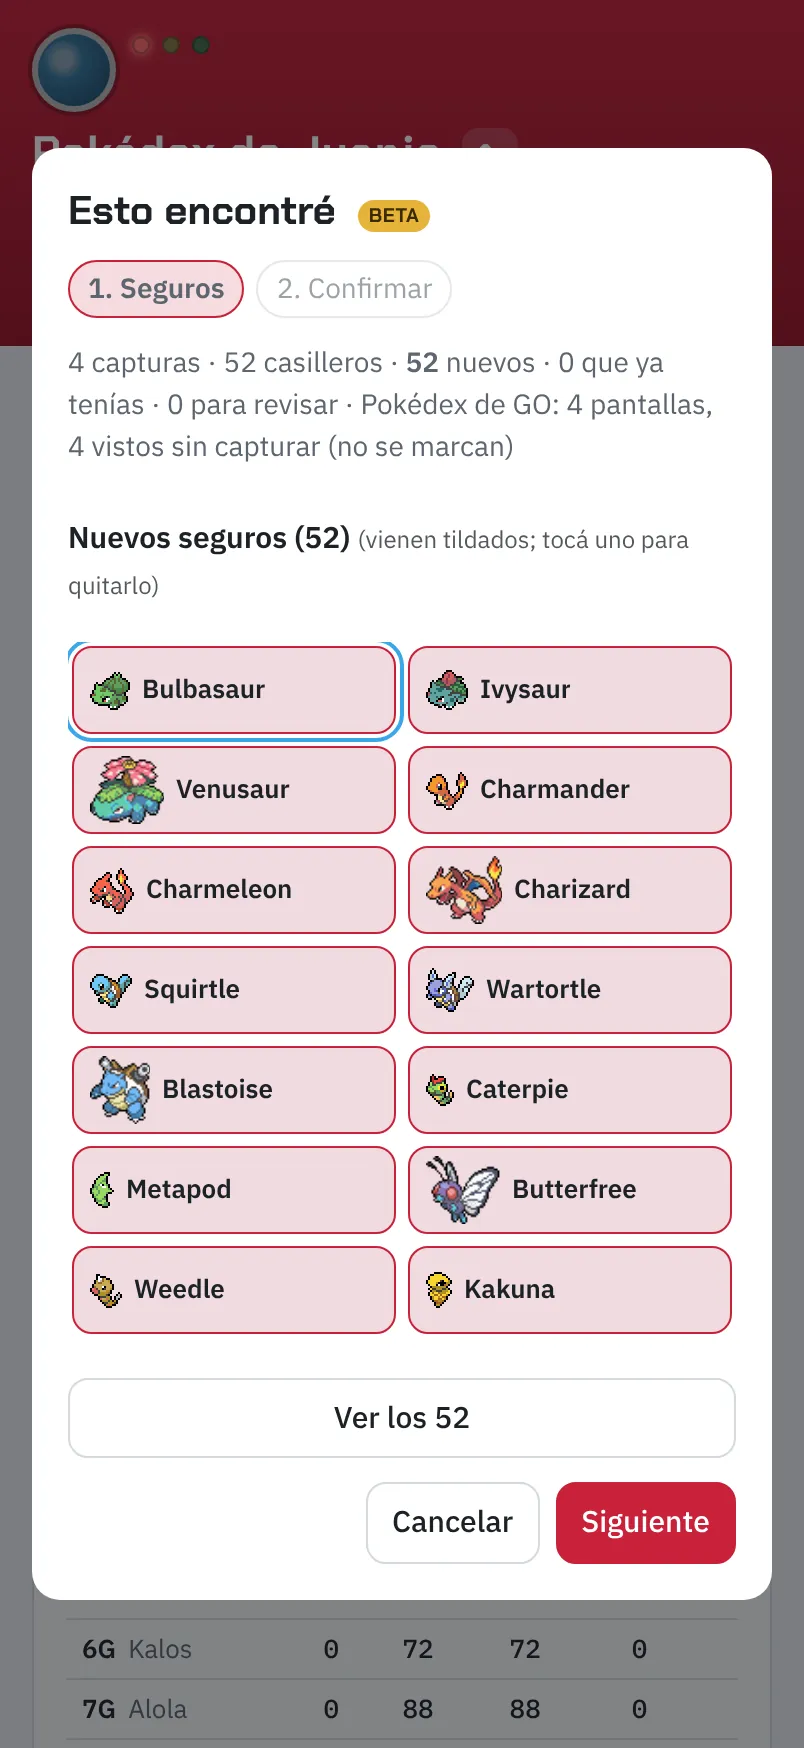 Pokédex de Juanjo
Esto encontré BETA
1. Seguros 2. Confirmar
4 capturas · 52 casilleros · 52 nuevos · 0 que ya
tenías · 0 para revisar · Pokédex de GO: 4 pantallas,
4 vistos sin capturar (no se marcan)
Nuevos seguros (52) (vienen tildados; tocá uno para
quitarlo)
Bulbasaur Ivysaur
Venusaur Charmander
Charmeleon Charizard
Squirtle Wartortle
Blastoise Caterpie
Metapod Butterfree
Weedle Kakuna
Ver los 52
Cancelar Siguiente
6G Kalos 0 72 72 0
7G Alola 0 88 88 0